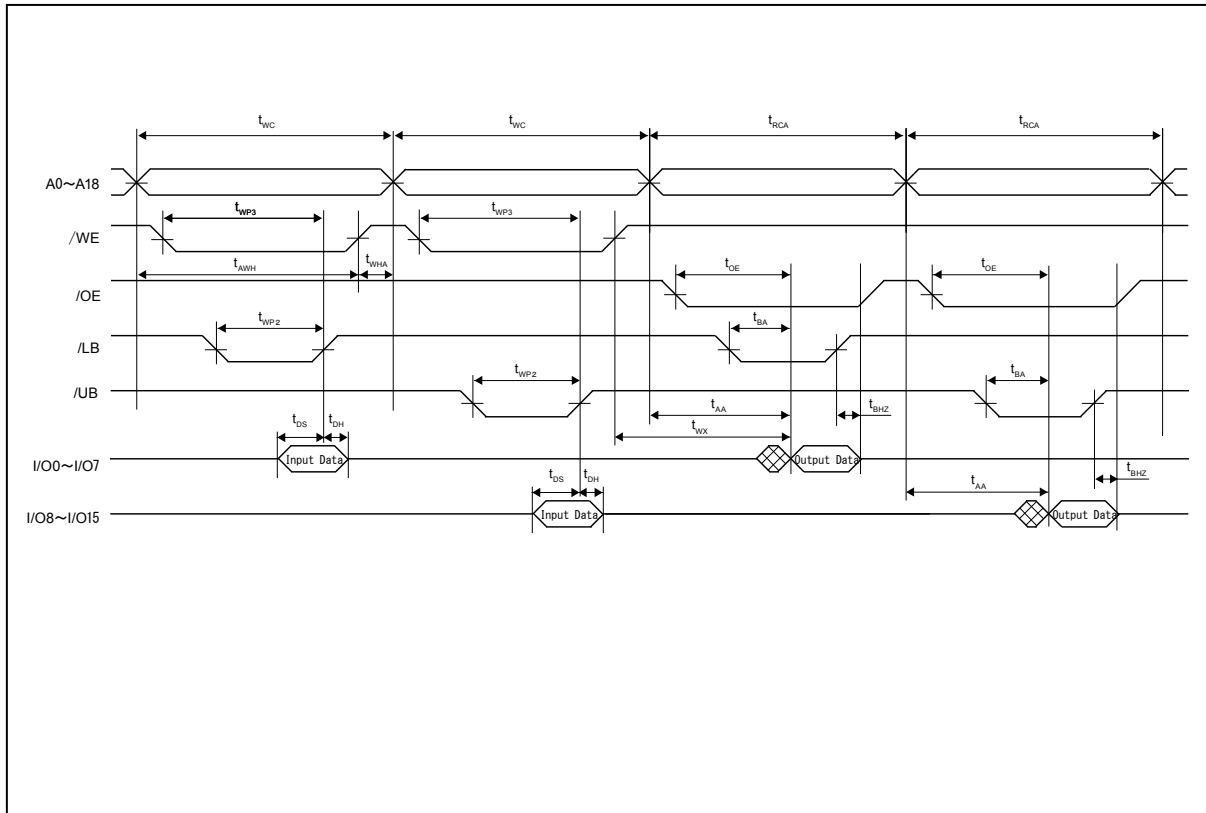 tWC tWC tRCA tRCA
A0～A18
tWP3 tWP3
/WE
tAWH tWHA tOE tOE
/OE
tWP2 tBA
/LB
tWP2 tBA
/UB
tAA tBHZ
tDS tDH tWX
I/O0～I/O7 Input Data Output Data
tDS tDH tAA tBHZ
I/O8～I/O15 Input Data Output Data